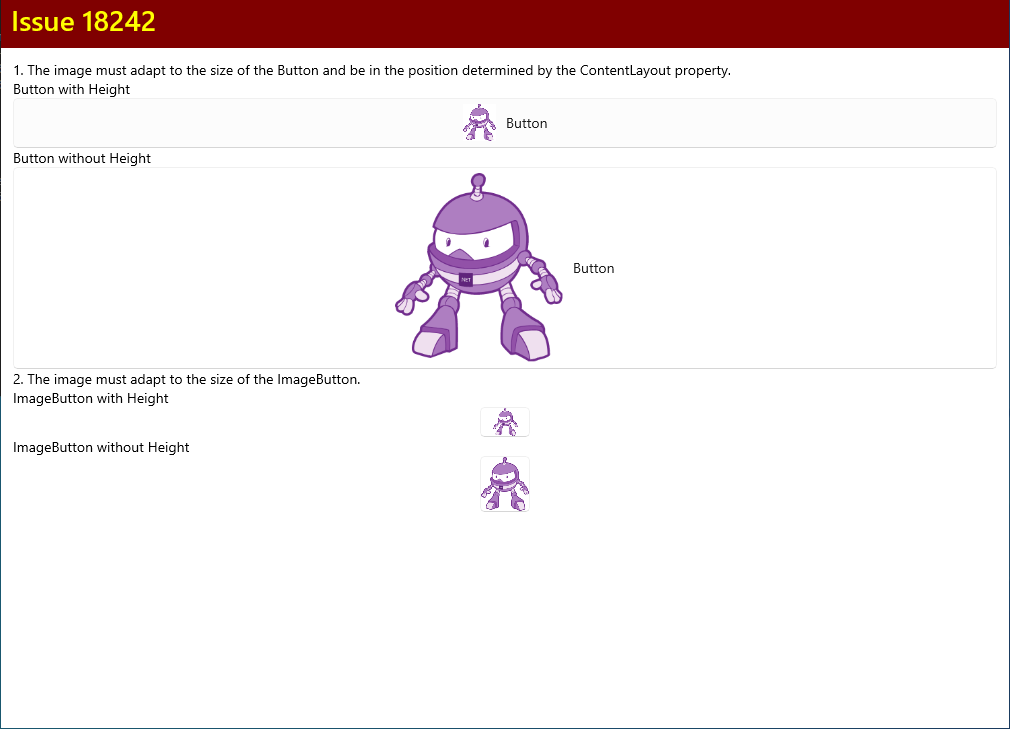 Issue 18242
1. The image must adapt to the size of the Button and be in the position determined by the ContentLayout property.
Button with Height
Button
Button without Height
.NET
Button
2. The image must adapt to the size of the ImageButton.
ImageButton with Height
ImageButton without Height